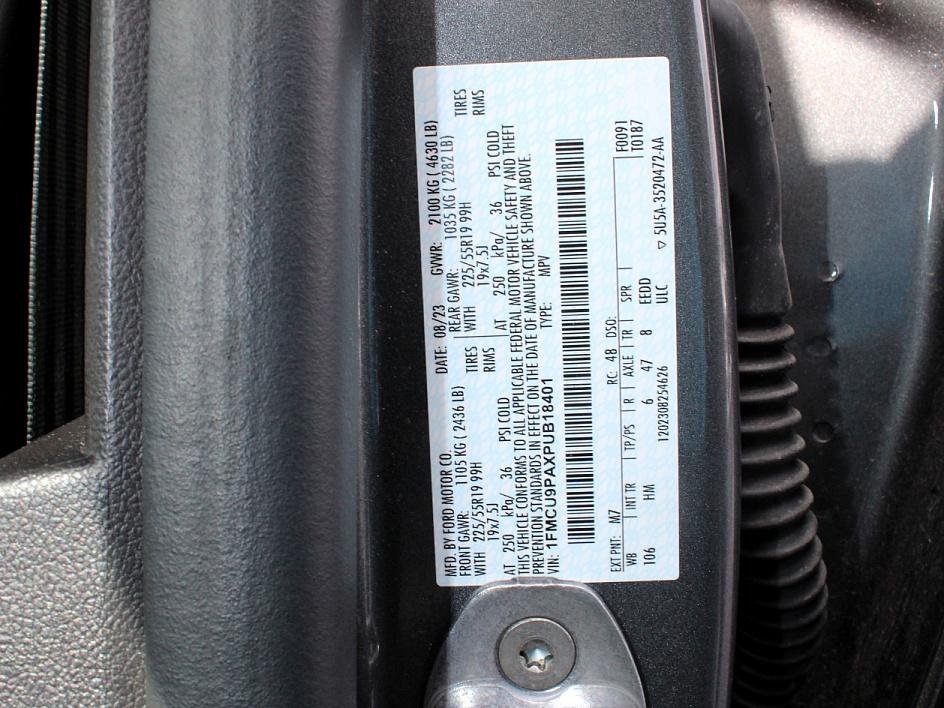 MFD. BY FORD MOTOR CO. DATE: 08/23 GVWR: 2100 KG ( 4630 LB)
FRONT GAWR: 1105 KG ( 2436 LB) REAR GAWR: 1035 KG ( 2282 LB)
WITH 225/55R19 99H TIRES WITH 225/55R19 99H TIRES
19x7.5J RIMS 19x7.5J RIMS
AT 250 kPa/ 36 PSI COLD AT 250 kPa/ 36 PSI COLD
THIS VEHICLE CONFORMS TO ALL APPLICABLE FEDERAL MOTOR VEHICLE SAFETY AND THEFT
PREVENTION STANDARDS IN EFFECT ON THE DATE OF MANUFACTURE SHOWN ABOVE.
VIN: 1FMCU9PAXPUB18401 TYPE: MPV
EXT PNT: M7 RC: 48 DSO: F0091
WB INT TR TP/PS R AXLE TR SPR T0187
106 HM 6 47 8 EEDD
1202308254626 ULC ▽ 5U5A-3520472-AA